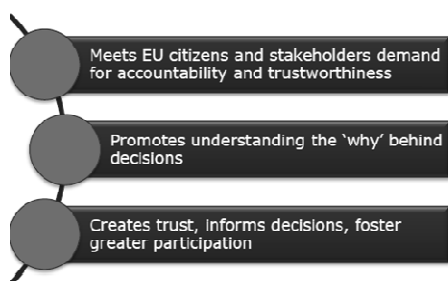 Meets EU citizens and stakeholders demand
for accountability and trustworthiness
Promotes understanding the ‘why’ behind
decisions
Creates trust, informs decisions, foster
greater participation